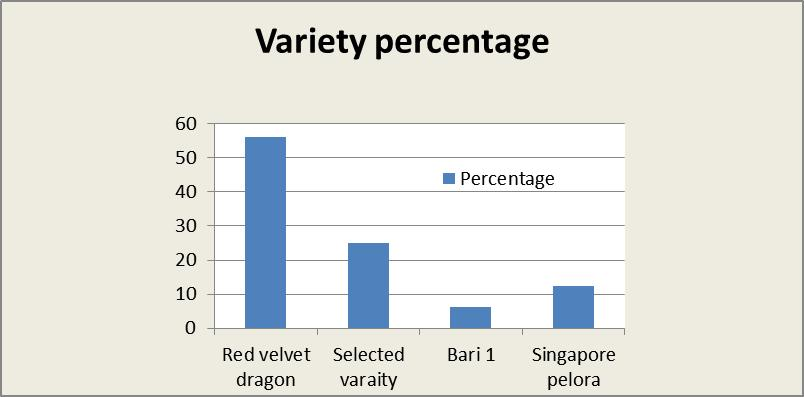 Variety percentage
60
50
40
30
20
10
0
Percentage
Red velvet
dragon
Selected
varaity
Bari 1
Singapore
pelora